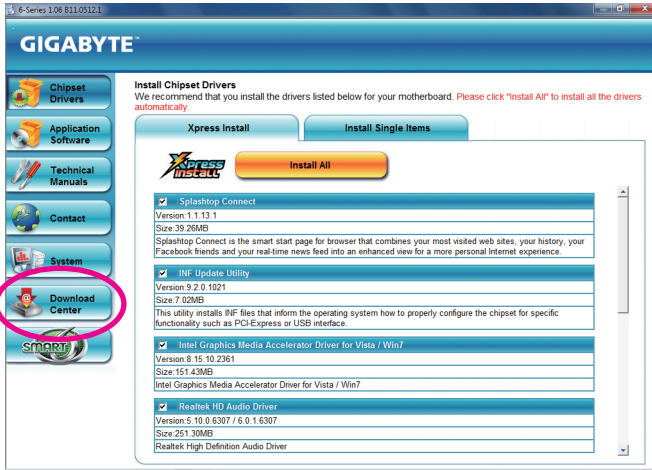 6-Series 1.06 B11.0512.1
GIGABYTE™
Chipset
Drivers
Application
Software
Technical
Manuals
Contact
System
Download
Center
SMART
Install Chipset Drivers
We recommend that you install the drivers listed below for your motherboard. Please click "Install All" to install all the drivers
automatically.
Xpress Install
Install Single Items
Xpress
Install
Install All
Splashtop Connect
Version:1.1.13.1
Size:39.26MB
Splashtop Connect is the smart start page for browser that combines your most visited web sites, your history, your
Facebook friends and your real-time news feed into an enhanced view for a more personal Internet experience.
INF Update Utility
Version:9.2.0.1021
Size:7.02MB
This utility installs INF files that inform the operating system how to properly configure the chipset for specific
functionality such as PCI-Express or USB interface.
Intel Graphics Media Accelerator Driver for Vista / Win7
Version:8.15.10.2361
Size:151.43MB
Intel Graphics Media Accelerator Driver for Vista / Win7
Realtek HD Audio Driver
Version:5.10.0.6307 / 6.0.1.6307
Size:251.30MB
Realtek High Definition Audio Driver